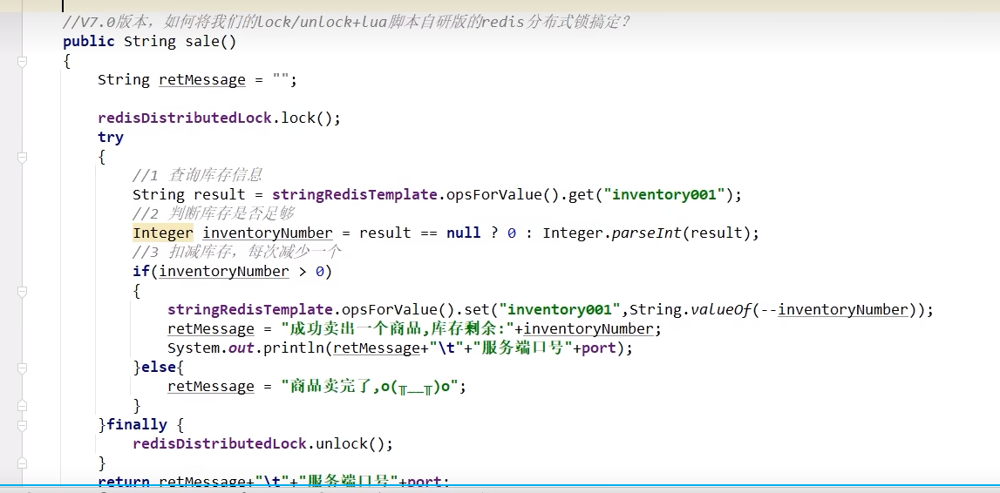 //V7.0版本，如何将我们的lock/unlock+lua脚本自研版的redis分布式锁搞定？
public String sale()
{
String retMessage = "";
redisDistributedLock.lock();
try
{
//1 查询库存信息
String result = stringRedisTemplate.opsForValue().get("inventory001");
//2 判断库存是否足够
Integer inventoryNumber = result == null ? 0 : Integer.parseInt(result);
//3 扣减库存，每次减少一个
if(inventoryNumber > 0)
{
stringRedisTemplate.opsForValue().set("inventory001",String.valueOf(--inventoryNumber));
retMessage = "成功卖出一个商品,库存剩余:"+inventoryNumber;
System.out.println(retMessage+"\t"+"服务端口号"+port);
}else{
retMessage = "商品卖完了,o(╥﹏╥)o";
}
}finally {
redisDistributedLock.unlock();
}
return retMessage+"\t"+"服务端口号"+port;